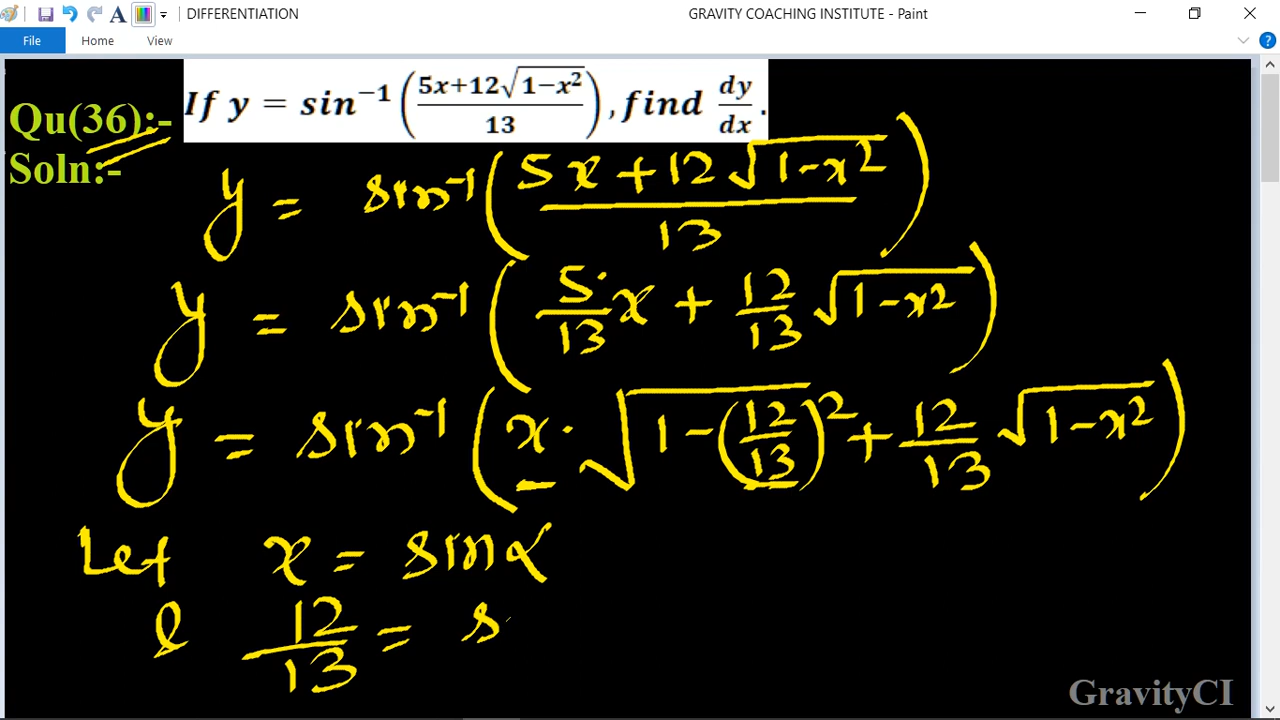 DIFFERENTIATION GRAVITY COACHING INSTITUTE - Paint
File Home View
Qu(36):- If y = sin⁻¹((5x+12√(1−x²))/13), find dy/dx.
Soln:-
y = sin⁻¹((5x + 12√(1−x²))/13)
y = sin⁻¹(5/13 x + 12/13 √(1−x²))
y = sin⁻¹(x · √(1−(12/13)²) + 12/13 √(1−x²))
Let x = sinα
& 12/13 = s
GravityCI